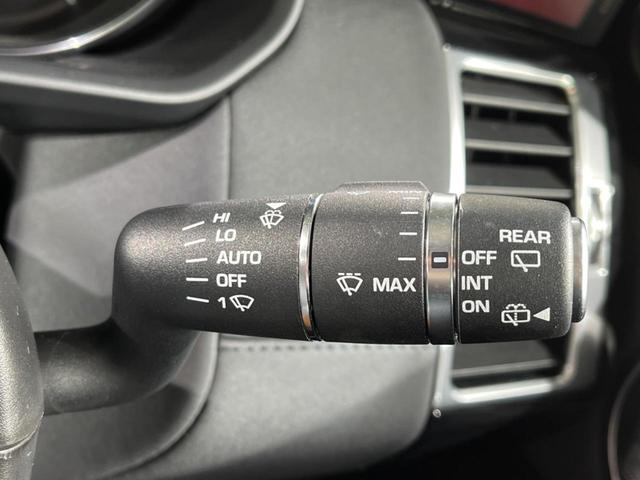 HI
LO
AUTO
OFF
1
MAX
REAR
OFF
INT
ON